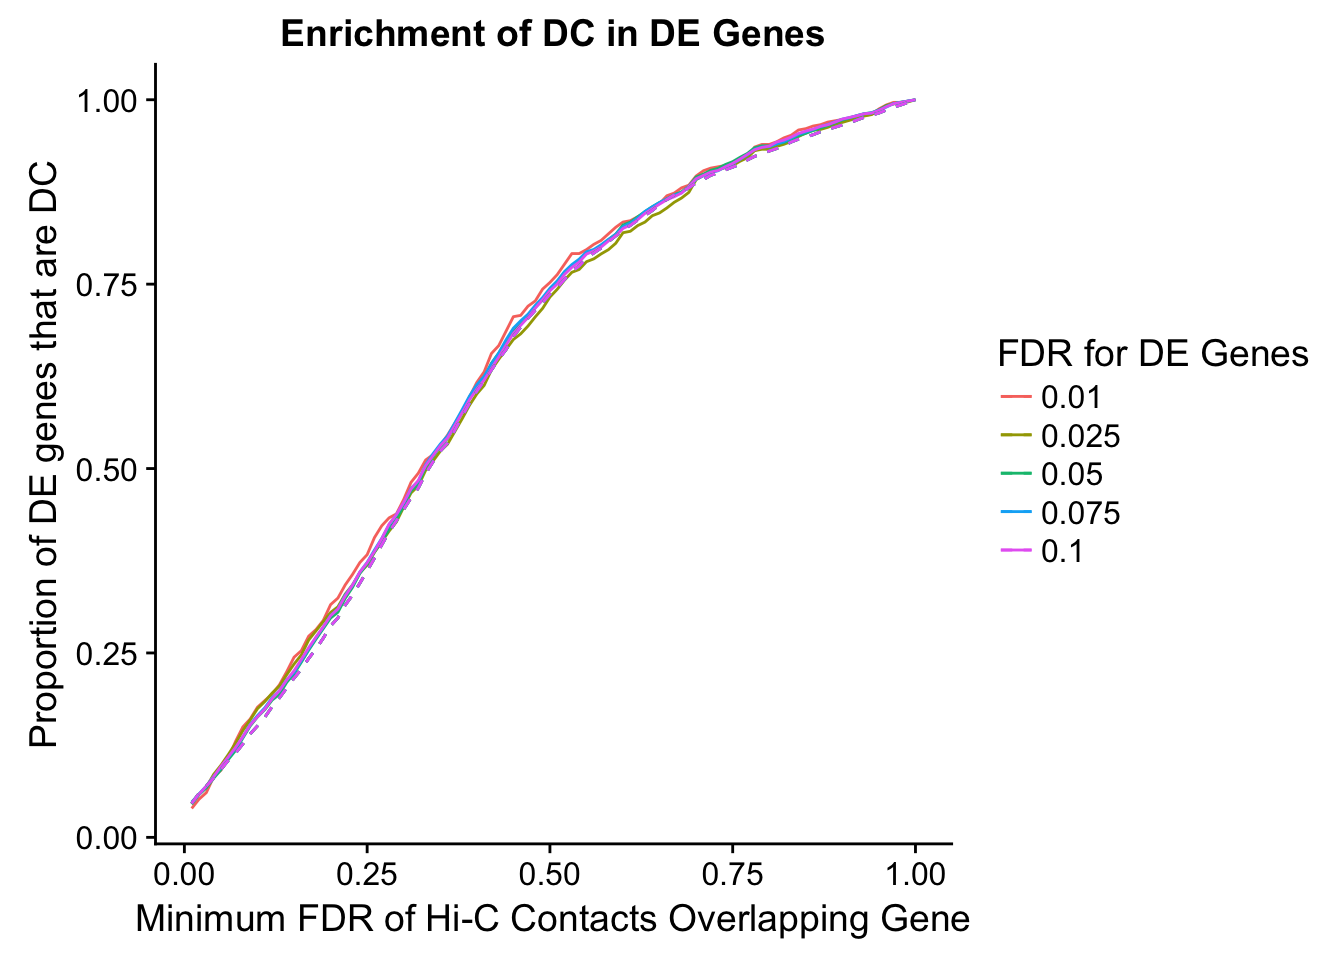 Enrichment of DC in DE Genes
Proportion of DE genes that are DC
1.00
0.75
0.50
0.25
0.00
0.00 0.25 0.50 0.75 1.00
Minimum FDR of Hi-C Contacts Overlapping Gene
FDR for DE Genes
0.01
0.025
0.05
0.075
0.1